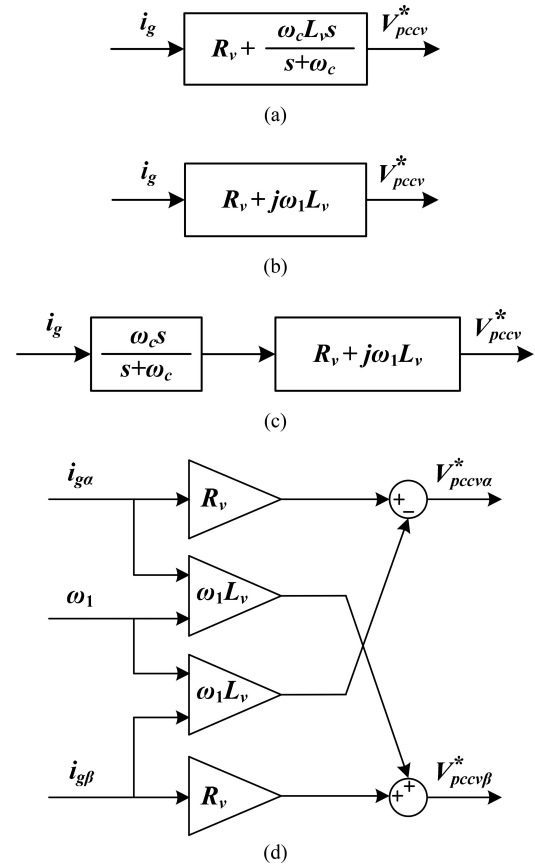 i_g R_v + ω_c L_v s / s+ω_c V*_pccv
(a)
i_g R_v + jω_1 L_v V*_pccv
(b)
i_g ω_c s / s+ω_c R_v + jω_1 L_v V*_pccv
(c)
i_gα R_v + − V*_pccvα
ω_1 ω_1 L_v
ω_1 L_v
i_gβ R_v + + V*_pccvβ
(d)